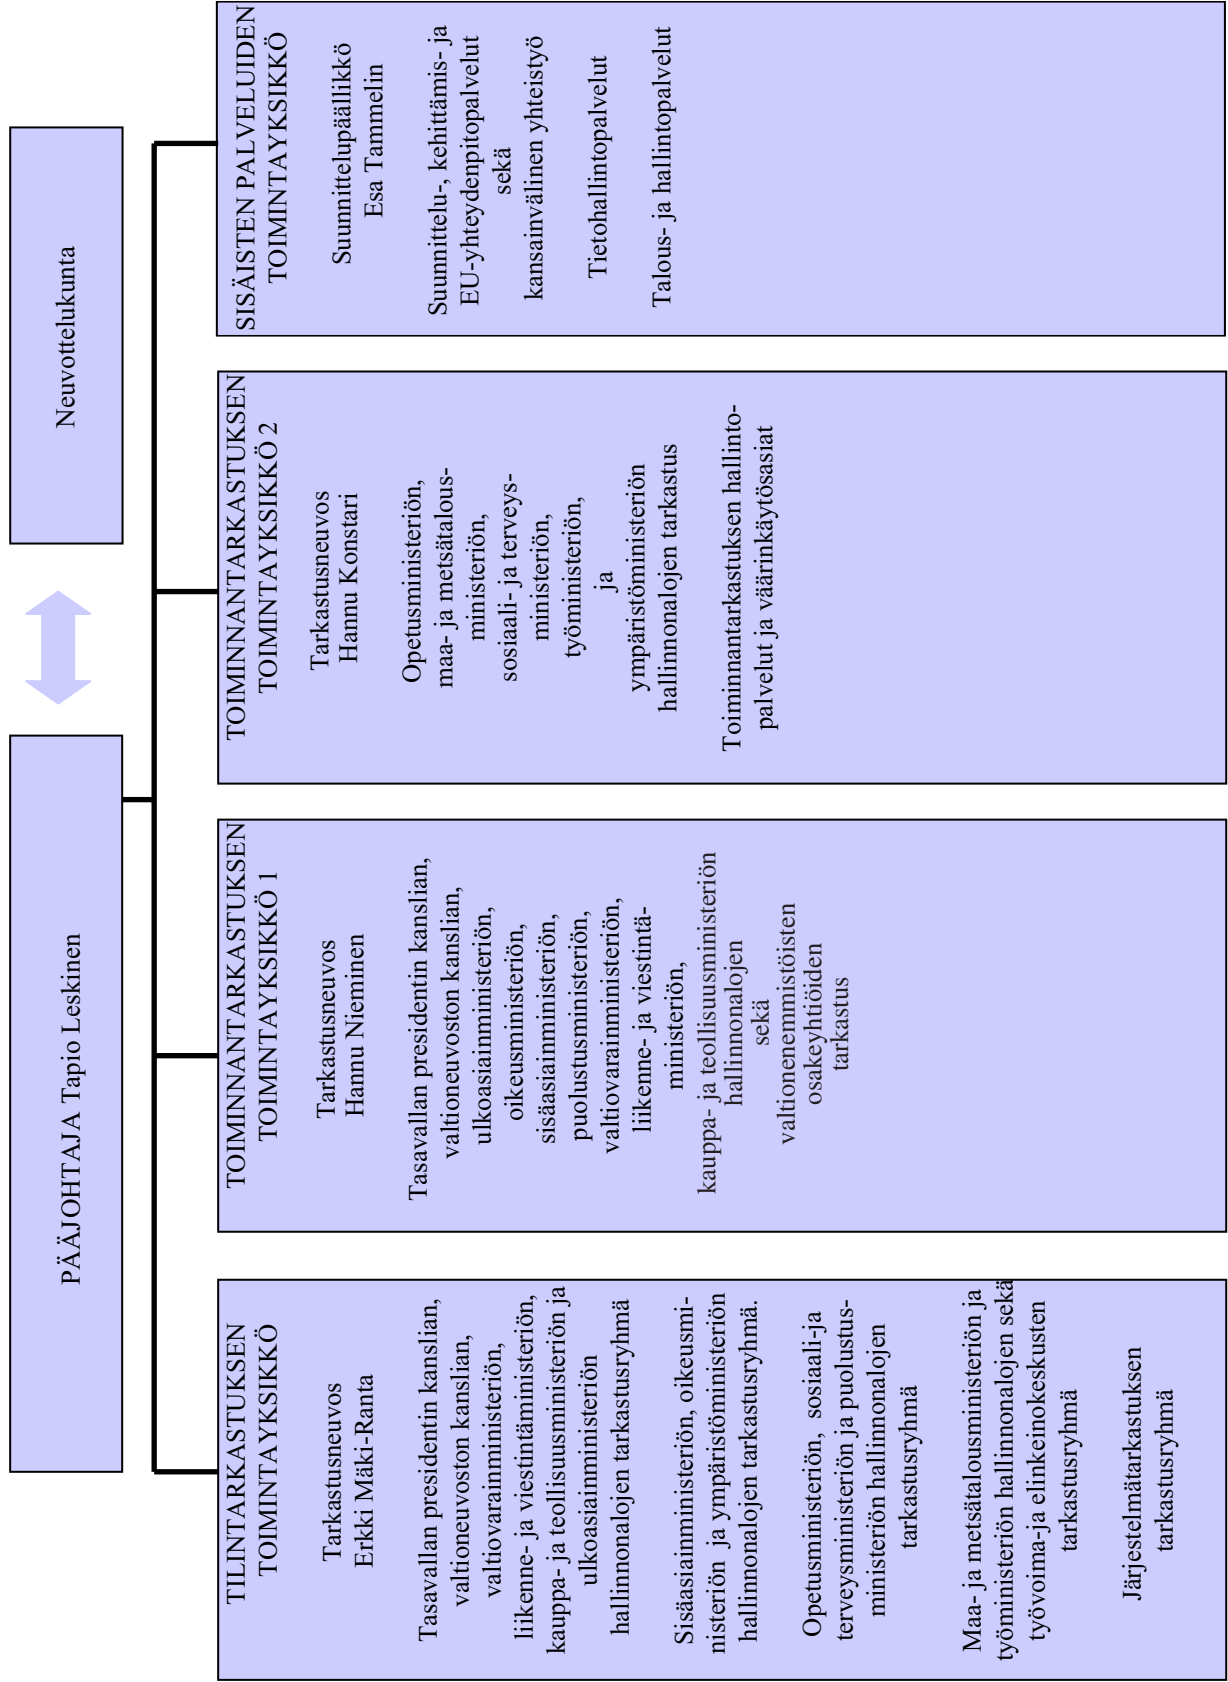 PÄÄJOHTAJA Tapio Leskinen
Neuvottelukunta
TILINTARKASTUKSEN
TOIMINTAYKSIKKÖ
Tarkastusneuvos
Erkki Mäki-Ranta
Tasavallan presidentin kanslian,
valtioneuvoston kanslian,
valtiovarainministeriön,
liikenne- ja viestintäministeriön,
kauppa- ja teollisuusministeriön ja
ulkoasiainministeriön
hallinnonalojen tarkastusryhmä
Sisäasiainministeriön, oikeusmi-
nisteriön ja ympäristöministeriön
hallinnonalojen tarkastusryhmä.
Opetusministeriön, sosiaali-ja
terveysministeriön ja puolustus-
ministeriön hallinnonalojen
tarkastusryhmä
Maa- ja metsätalousministeriön ja
työministeriön hallinnonalojen sekä
työvoima-ja elinkeinokeskusten
tarkastusryhmä
Järjestelmätarkastuksen
tarkastusryhmä
TOIMINNANTARKASTUKSEN
TOIMINTAYKSIKKÖ 1
Tarkastusneuvos
Hannu Nieminen
Tasavallan presidentin kanslian,
valtioneuvoston kanslian,
ulkoasiainministeriön,
oikeusministeriön,
sisäasiainministeriön,
puolustusministeriön,
valtiovarainministeriön,
liikenne- ja viestintä-
ministeriön,
kauppa- ja teollisuusministeriön
hallinnonalojen
sekä
valtionenemmistöisten
osakeyhtiöiden
tarkastus
TOIMINNANTARKASTUKSEN
TOIMINTAYKSIKKÖ 2
Tarkastusneuvos
Hannu Konstari
Opetusministeriön,
maa- ja metsätalous-
ministeriön,
sosiaali- ja terveys-
ministeriön,
työministeriön,
ja
ympäristöministeriön
hallinnonalojen tarkastus
Toiminnantarkastuksen hallinto-
palvelut ja väärinkäytösasiat
SISÄISTEN PALVELUIDEN
TOIMINTAYKSIKKÖ
Suunnittelupäällikkö
Esa Tammelin
Suunnittelu-, kehittämis- ja
EU-yhteydenpitopalvelut
sekä
kansainvälinen yhteistyö
Tietohallintopalvelut
Talous- ja hallintopalvelut